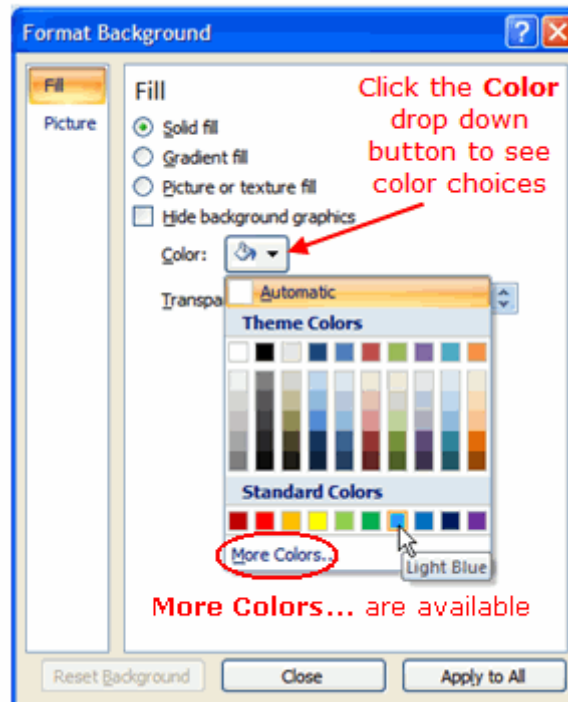 Format Background
?
Fill
Picture
Fill
Solid fill
Gradient fill
Picture or texture fill
Hide background graphics
Color:
Click the Color
drop down
button to see
color choices
Transpa
Automatic
Theme Colors
Standard Colors
More Colors...
Light Blue
More Colors... are available
Reset Background
Close
Apply to All